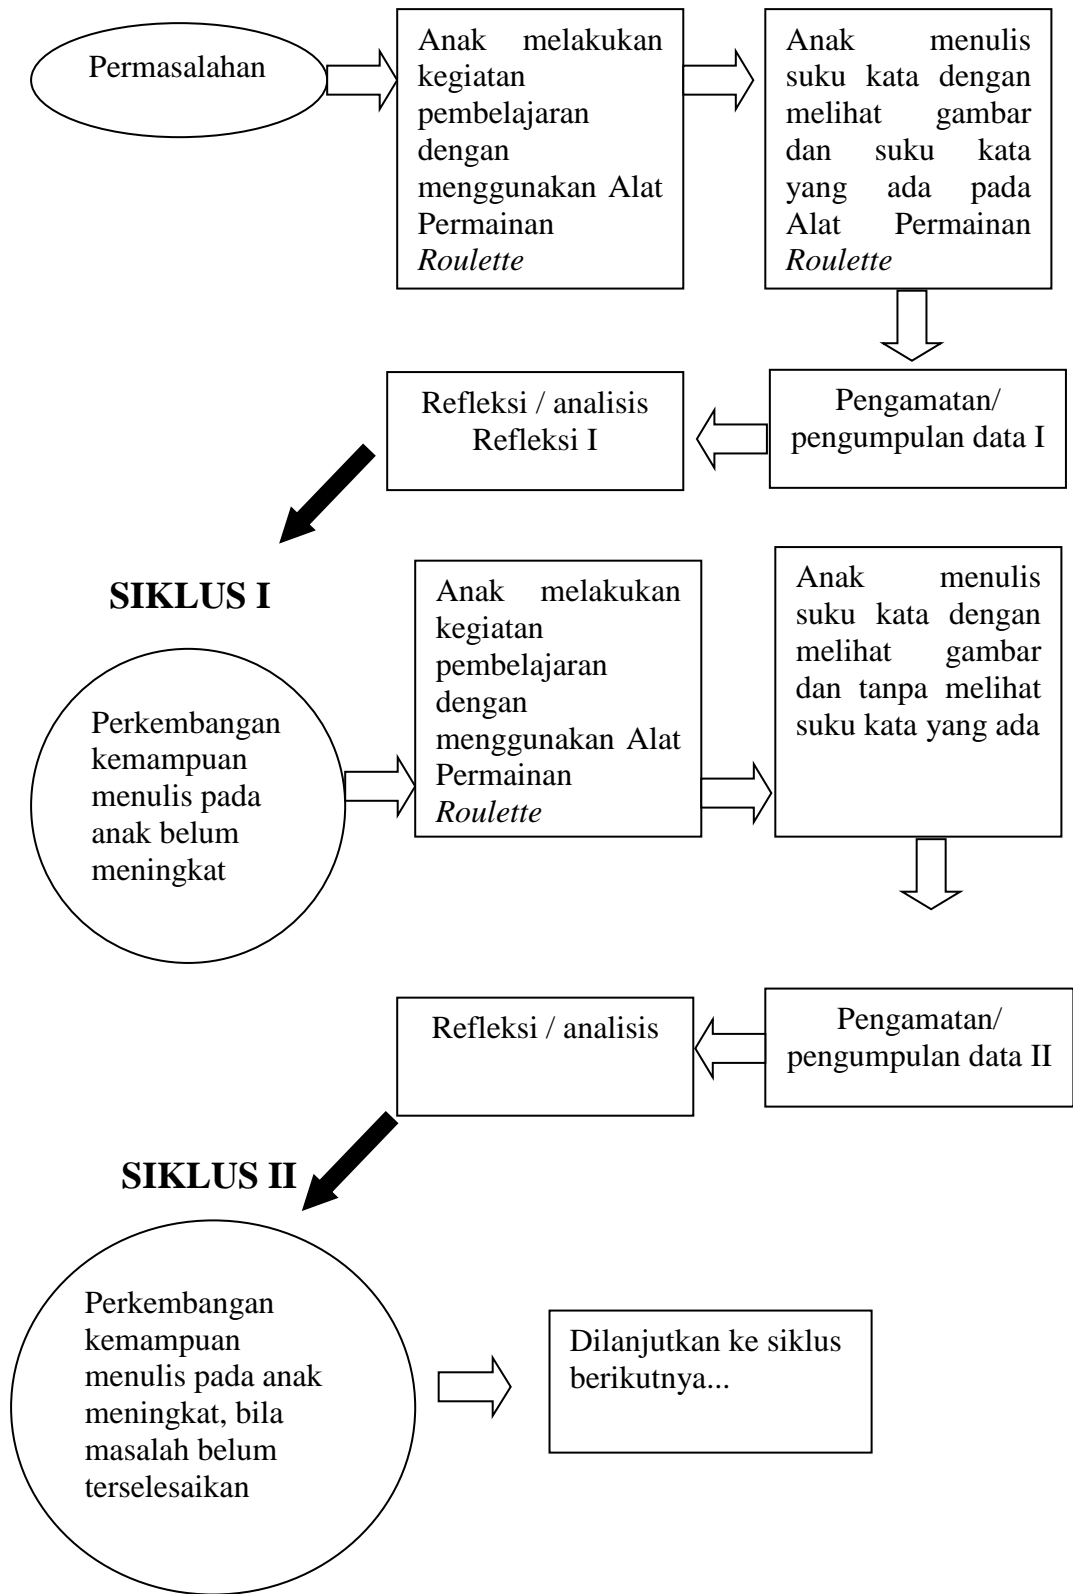 Permasalahan
Anak melakukan
kegiatan
pembelajaran
dengan
menggunakan Alat
Permainan
Roulette
Anak menulis
suku kata dengan
melihat gambar
dan suku kata
yang ada pada
Alat Permainan
Roulette
Pengamatan/
pengumpulan data I
Refleksi / analisis
Refleksi I
SIKLUS I
Perkembangan
kemampuan
menulis pada
anak belum
meningkat
Anak melakukan
kegiatan
pembelajaran
dengan
menggunakan Alat
Permainan
Roulette
Anak menulis
suku kata dengan
melihat gambar
dan tanpa melihat
suku kata yang ada
Pengamatan/
pengumpulan data II
Refleksi / analisis
SIKLUS II
Perkembangan
kemampuan
menulis pada anak
meningkat, bila
masalah belum
terselesaikan
Dilanjutkan ke siklus
berikutnya...